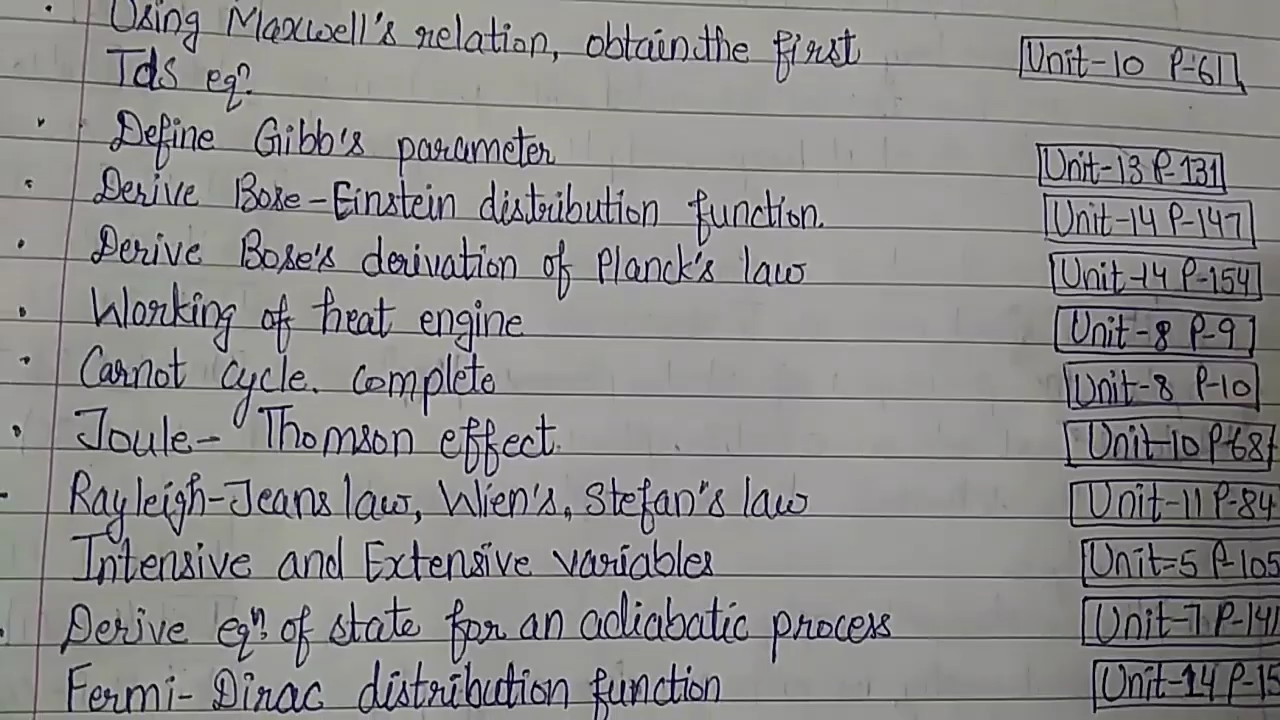 Using Maxwell's relation, obtain the first Unit-10 P-61
Tds eqn.
Define Gibb's parameter Unit-13 P-131
Derive Bose-Einstein distribution function. Unit-14 P-147
Derive Bose's derivation of Planck's law Unit-14 P-154
Working of heat engine Unit-8 P-9
Carnot cycle. complete Unit-8 P-10
Joule- Thomson effect. Unit-10 P-68
Rayleigh-Jeans law, Wien's, Stefan's law Unit-11 P-84
Intensive and Extensive variables Unit-5 P-105
Derive eqn. of state for an adiabatic process Unit-7 P-141
Fermi-Dirac distribution function Unit-14 P-15